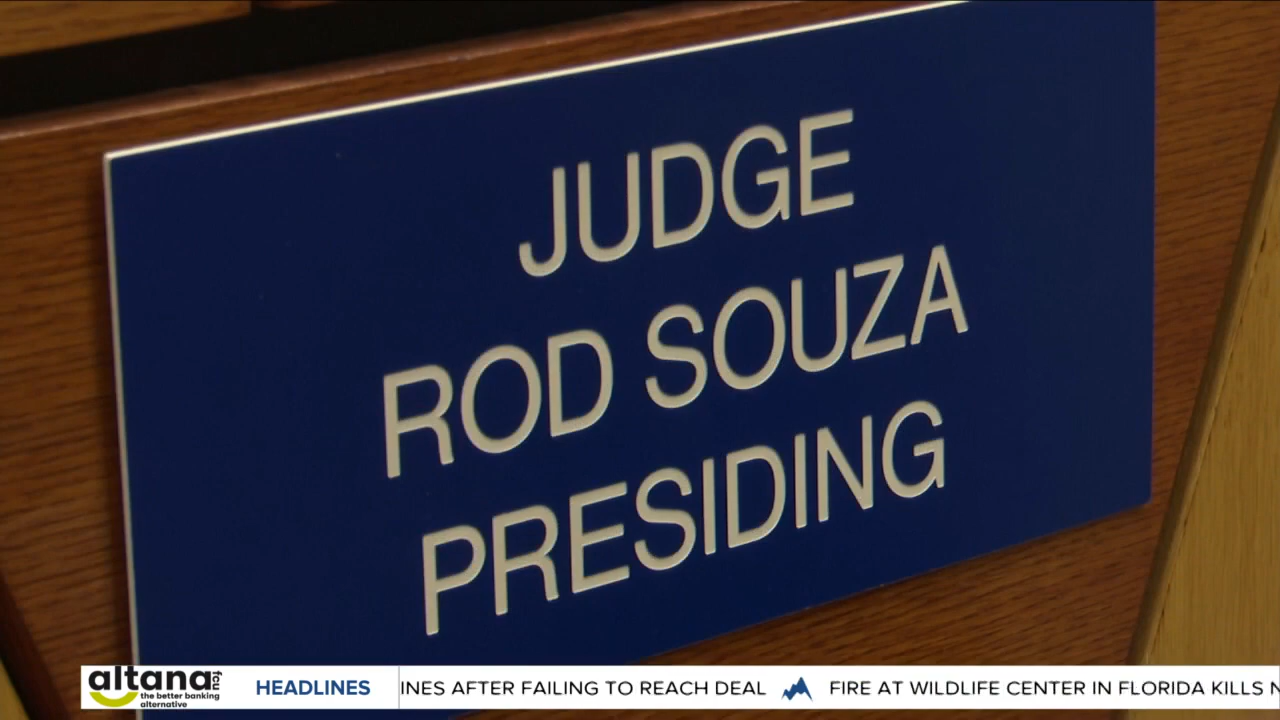 JUDGE
ROD SOUZA
PRESIDING
altana fcu
the better banking
alternative
HEADLINES
INES AFTER FAILING TO REACH DEAL
FIRE AT WILDLIFE CENTER IN FLORIDA KILLS